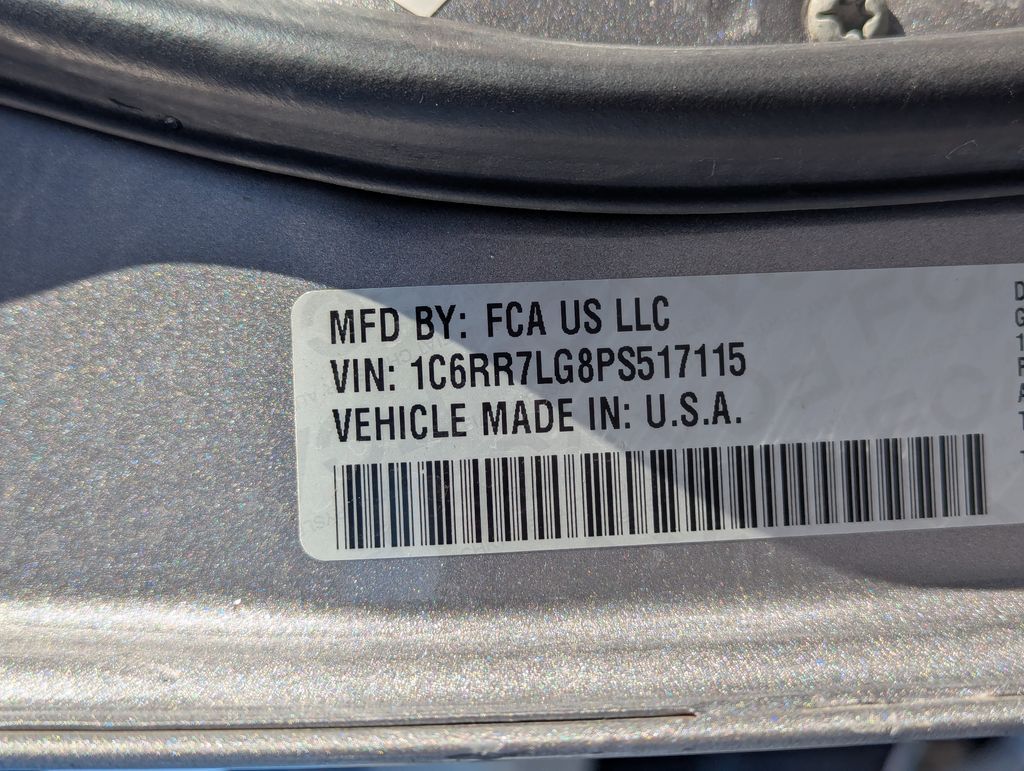 MFD BY: FCA US LLC
VIN: 1C6RR7LG8PS517115
VEHICLE MADE IN: U.S.A.